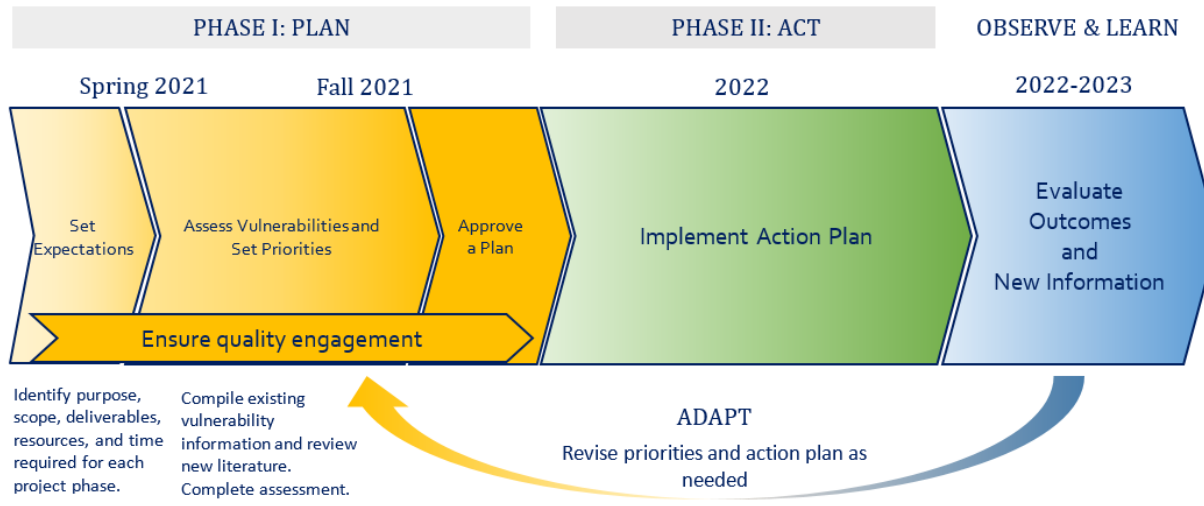 PHASE I: PLAN
PHASE II: ACT
OBSERVE & LEARN
Spring 2021
Fall 2021
2022
2022-2023
Set
Expectations
Assess Vulnerabilities and
Set Priorities
Approve
a Plan
Implement Action Plan
Evaluate
Outcomes
and
New Information
Ensure quality engagement
Identify purpose,
scope, deliverables,
resources, and time
required for each
project phase.
Compile existing
vulnerability
information and review
new literature.
Complete assessment.
ADAPT
Revise priorities and action plan as
needed